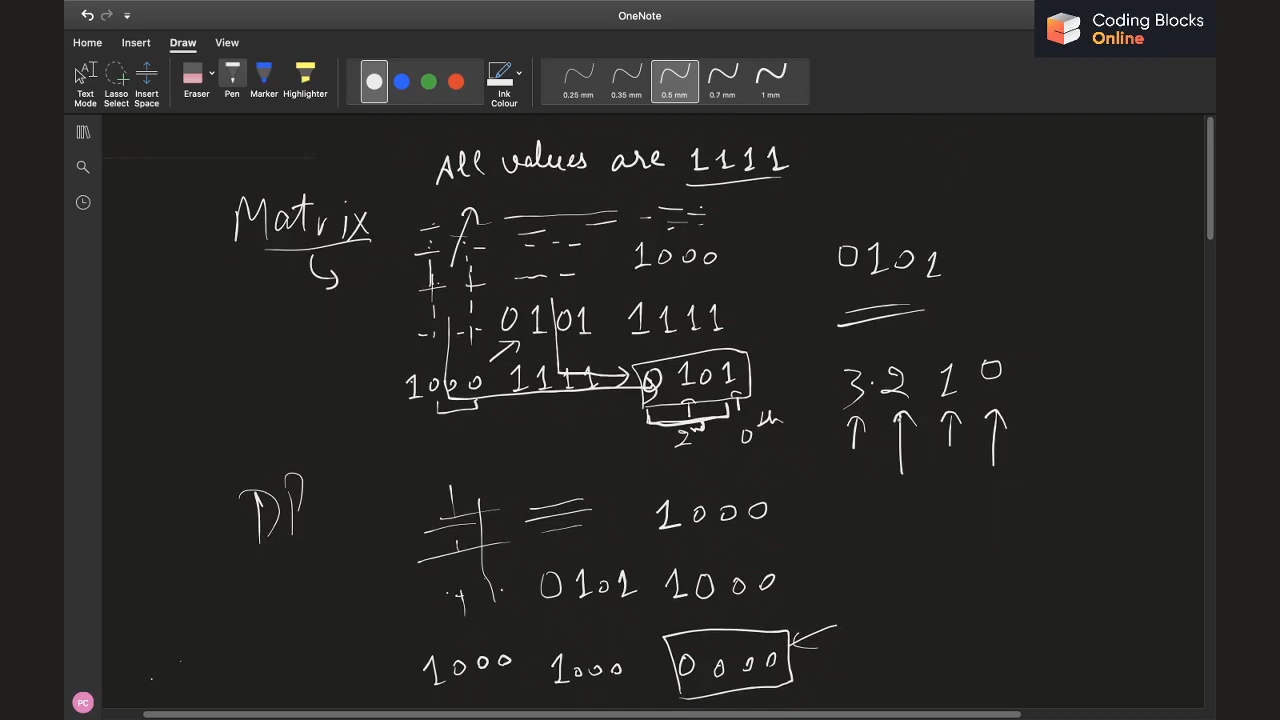 OneNote
Coding Blocks
Online
Home Insert Draw View
Text Mode
Lasso Select
Insert Space
Eraser
Pen
Marker
Highlighter
Ink Colour
0.25 mm
0.35 mm
0.5 mm
0.7 mm
1 mm
All values are 1111
Matrix
1000
0101
0101 1111
1000 1111 0101
3.2 1 0
2nd 0th
DP
1000
0101 1000
1000 1000 0000
PC